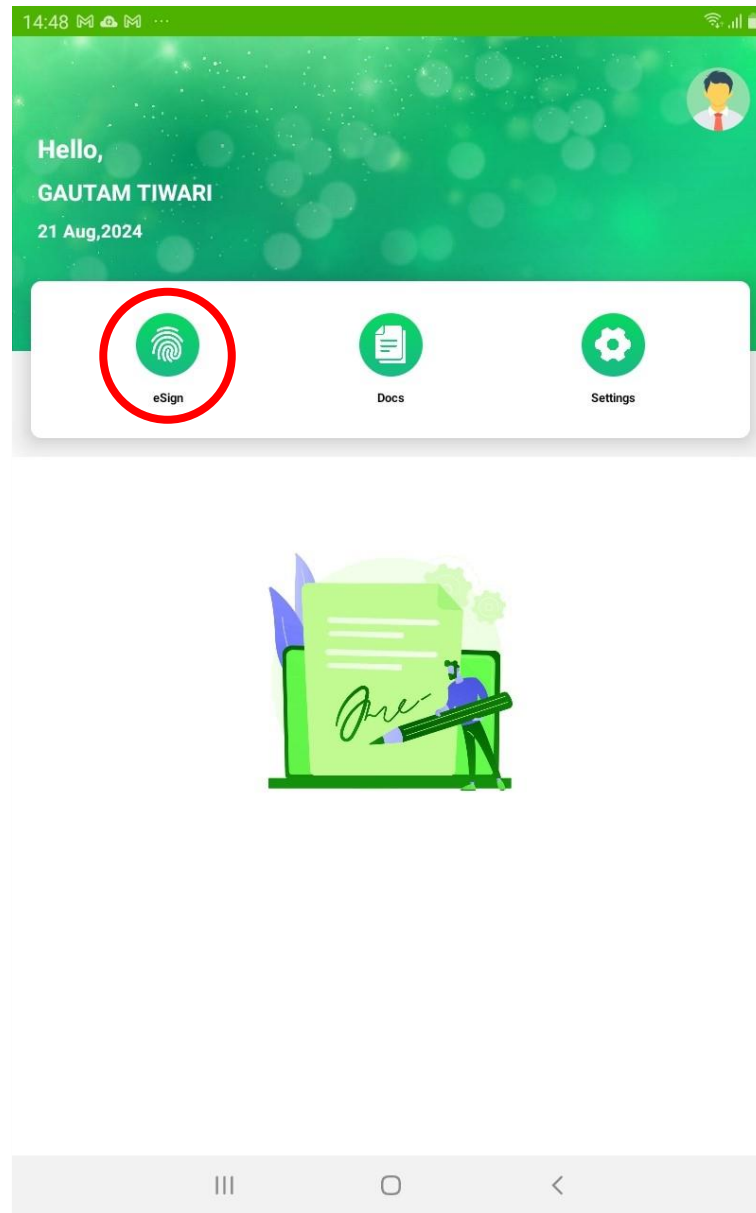 14:48
Hello,
GAUTAM TIWARI
21 Aug,2024
eSign
Docs
Settings